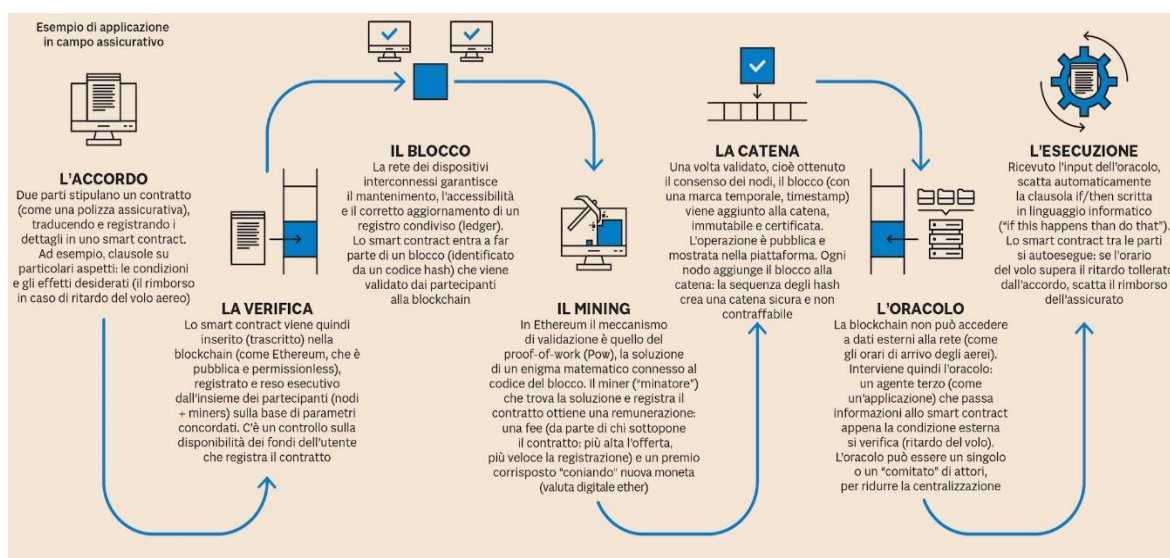 Esempio di applicazione
in campo assicurativo
L'ACCORDO
Due parti stipulano un contratto
(come una polizza assicurativa),
traducendo e registrando i
dettagli in uno smart contract.
Ad esempio, clausole su
particolari aspetti: le condizioni
e gli effetti desiderati (il rimborso
in caso di ritardo del volo aereo)
LA VERIFICA
Lo smart contract viene quindi
inserito (trascritto) nella
blockchain (come Ethereum, che è
pubblica e permissionless),
registrato e reso esecutivo
dall'insieme dei partecipanti (nodi
+ miners) sulla base di parametri
concordati. C'è un controllo sulla
disponibilità dei fondi dell'utente
che registra il contratto
IL BLOCCO
La rete dei dispositivi
interconnessi garantisce
il mantenimento, l'accessibilità
e il corretto aggiornamento di un
registro condiviso (ledger).
Lo smart contract entra a far
parte di un blocco (identificato
da un codice hash) che viene
validato dai partecipanti
alla blockchain
IL MINING
In Ethereum il meccanismo
di validazione è quello del
proof-of-work (Pow), la soluzione
di un enigma matematico connesso al
codice del blocco. Il miner ("minatore")
che trova la soluzione e registra il
contratto ottiene una remunerazione:
una fee (da parte di chi sottopone
il contratto: più alta l'offerta,
più veloce la registrazione) e un premio
corrisposto "coniando" nuova moneta
(valuta digitale ether)
LA CATENA
Una volta validato, cioè ottenuto
il consenso dei nodi, il blocco (con
una marca temporale, timestamp)
viene aggiunto alla catena,
immutabile e certificata.
L'operazione è pubblica e
mostrata nella piattaforma. Ogni
nodo aggiunge il blocco alla
catena: la sequenza degli hash
crea una catena sicura e non
contraffabile
L'ORACOLO
La blockchain non può accedere
a dati esterni alla rete (come
gli orari di arrivo degli aerei).
Interviene quindi l'oracolo:
un agente terzo (come
un'applicazione) che passa
informazioni allo smart contract
appena la condizione esterna
si verifica (ritardo del volo).
L'oracolo può essere un singolo
o un "comitato" di attori,
per ridurre la centralizzazione
L'ESECUZIONE
Ricevuto l'input dell'oracolo,
scatta automaticamente
la clausola if/then scritta
in linguaggio informatico
("if this happens than do that").
Lo smart contract tra le parti
si autoesegue: se l'orario
del volo supera il ritardo tollerato
dall'accordo, scatta il rimborso
dell'assicurato